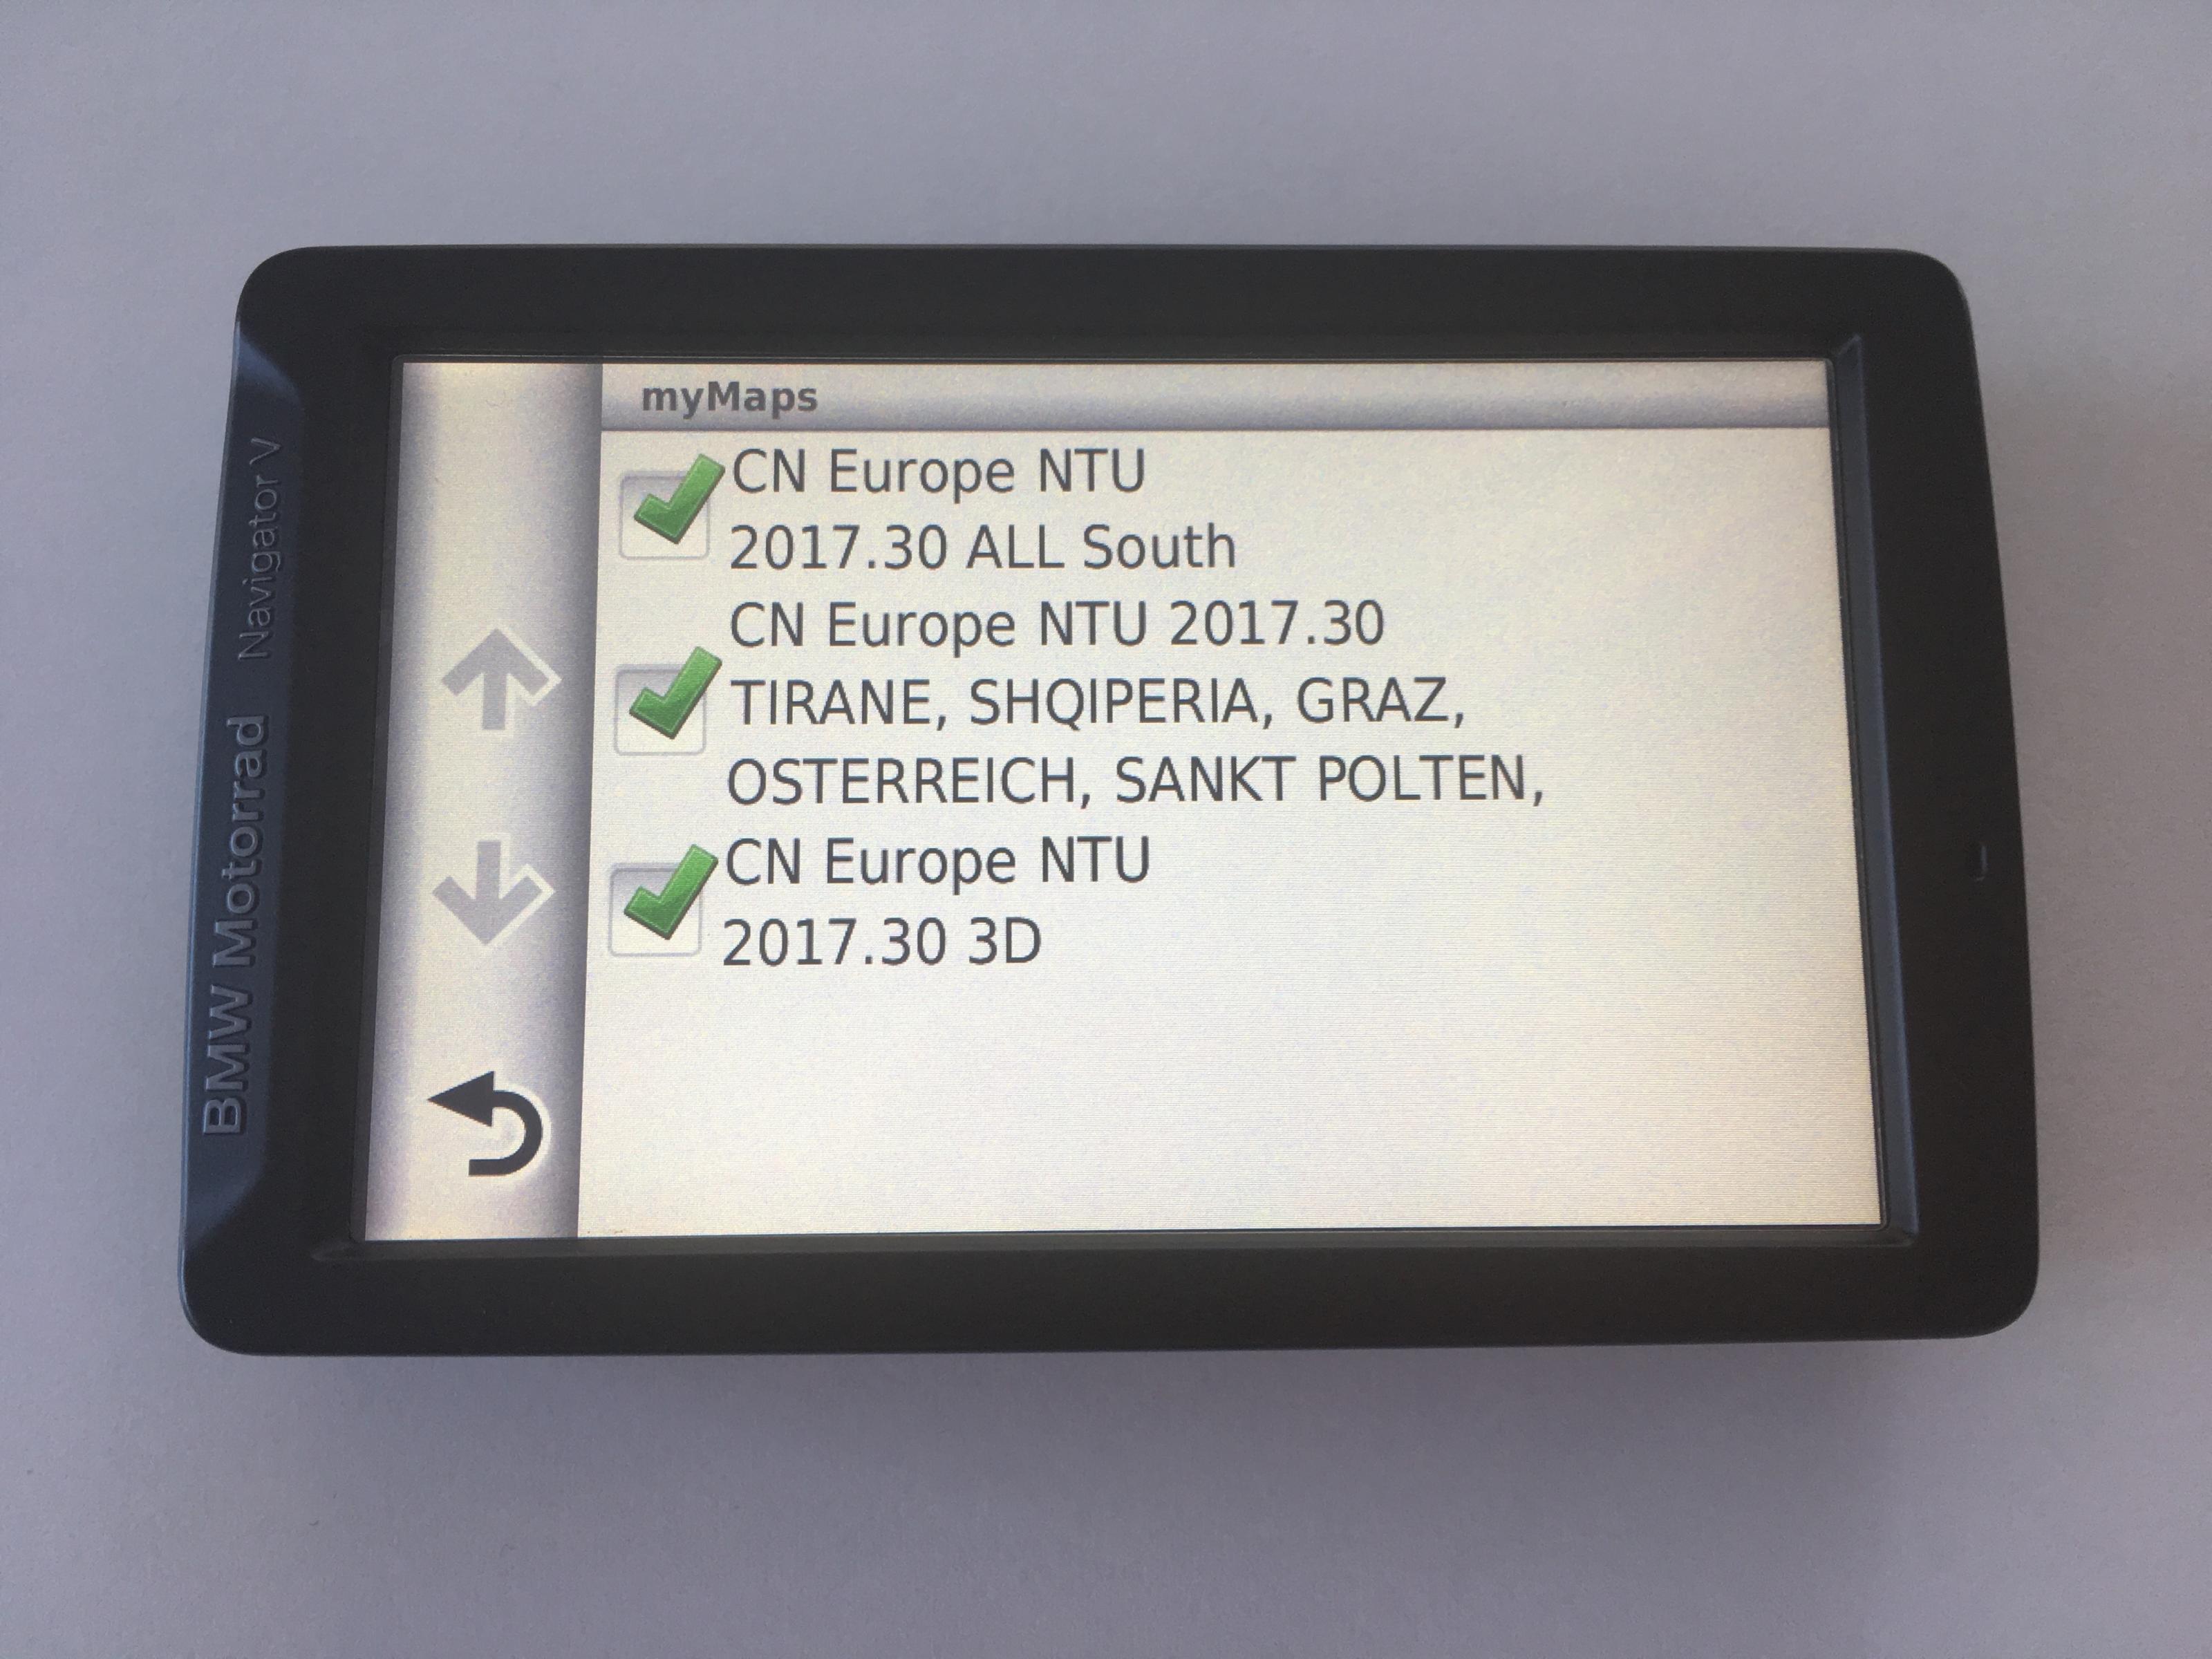 myMaps
CN Europe NTU
2017.30 ALL South
CN Europe NTU 2017.30
TIRANE, SHQIPERIA, GRAZ,
OSTERREICH, SANKT POLTEN,
CN Europe NTU
2017.30 3D
BMW Motorrad Navigator V